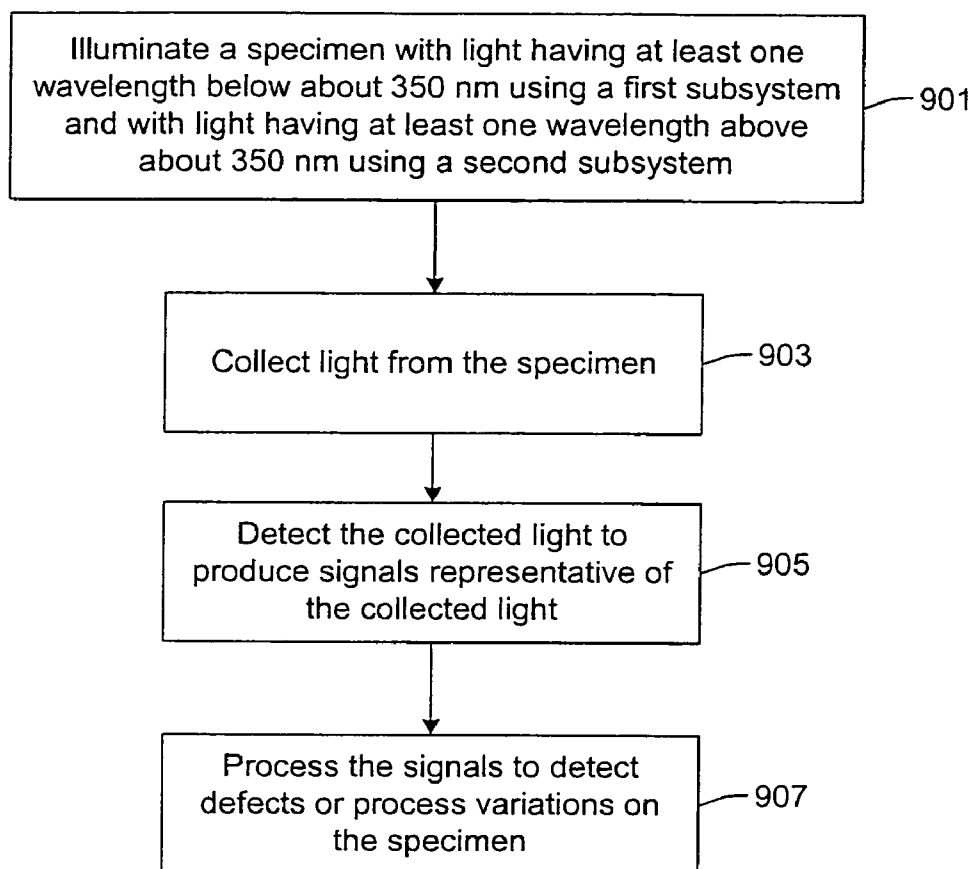 Illuminate a specimen with light having at least one
wavelength below about 350 nm using a first subsystem
and with light having at least one wavelength above
about 350 nm using a second subsystem
901
Collect light from the specimen
903
Detect the collected light to
produce signals representative of
the collected light
905
Process the signals to detect
defects or process variations on
the specimen
907